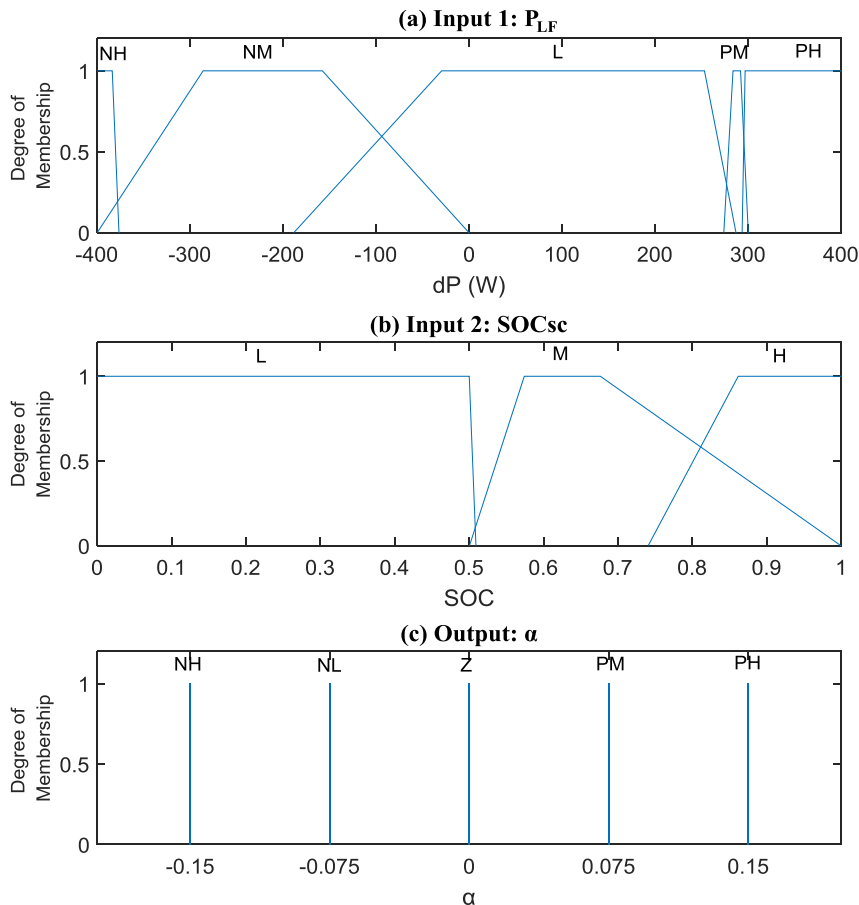 (a) Input 1: PLF
NH
NM
L
PM
PH
1
0.5
0
Degree of
Membership
-400
-300
-200
-100
0
100
200
300
400
dP (W)
(b) Input 2: SOCsc
L
M
H
1
0.5
0
Degree of
Membership
0
0.1
0.2
0.3
0.4
0.5
0.6
0.7
0.8
0.9
1
SOC
(c) Output: α
NH
NL
Z
PM
PH
1
0.5
0
Degree of
Membership
-0.15
-0.075
0
0.075
0.15
α